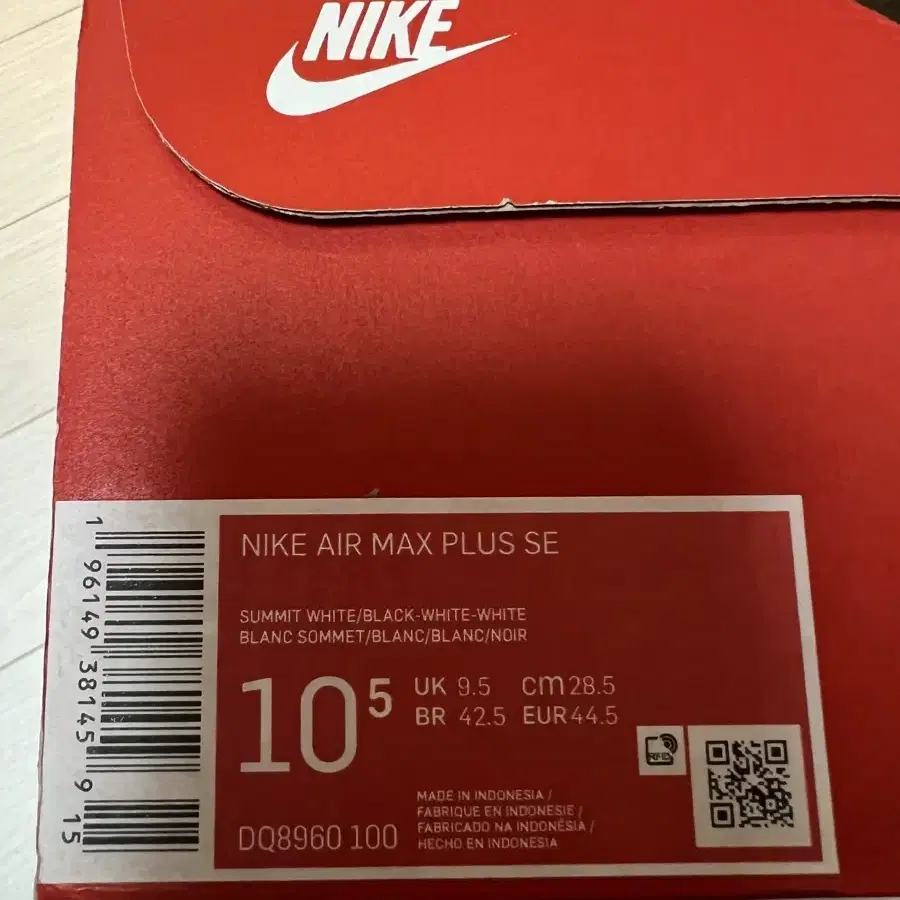 NIKE
NIKE AIR MAX PLUS SE
SUMMIT WHITE/BLACK-WHITE-WHITE
BLANC SOMMET/BLANC/BLANC/NOIR
10⁵
UK 9.5 cm 28.5
BR 42.5 EUR 44.5
RFID
MADE IN INDONESIA /
FABRIQUE EN INDONESIE /
FABRICADO NA INDONÉSIA /
HECHO EN INDONESIA
DQ8960 100
1 96149 38145 9 15